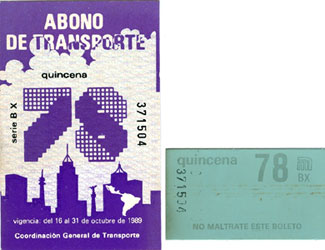 ABONO
DE TRANSPORTE
quincena
serie BX
78
371504
vigencia: del 16 al 31 de octubre de 1989
Coordinación General de Transporte
quincena
78
BX
371504
NO MALTRATE ESTE BOLETO